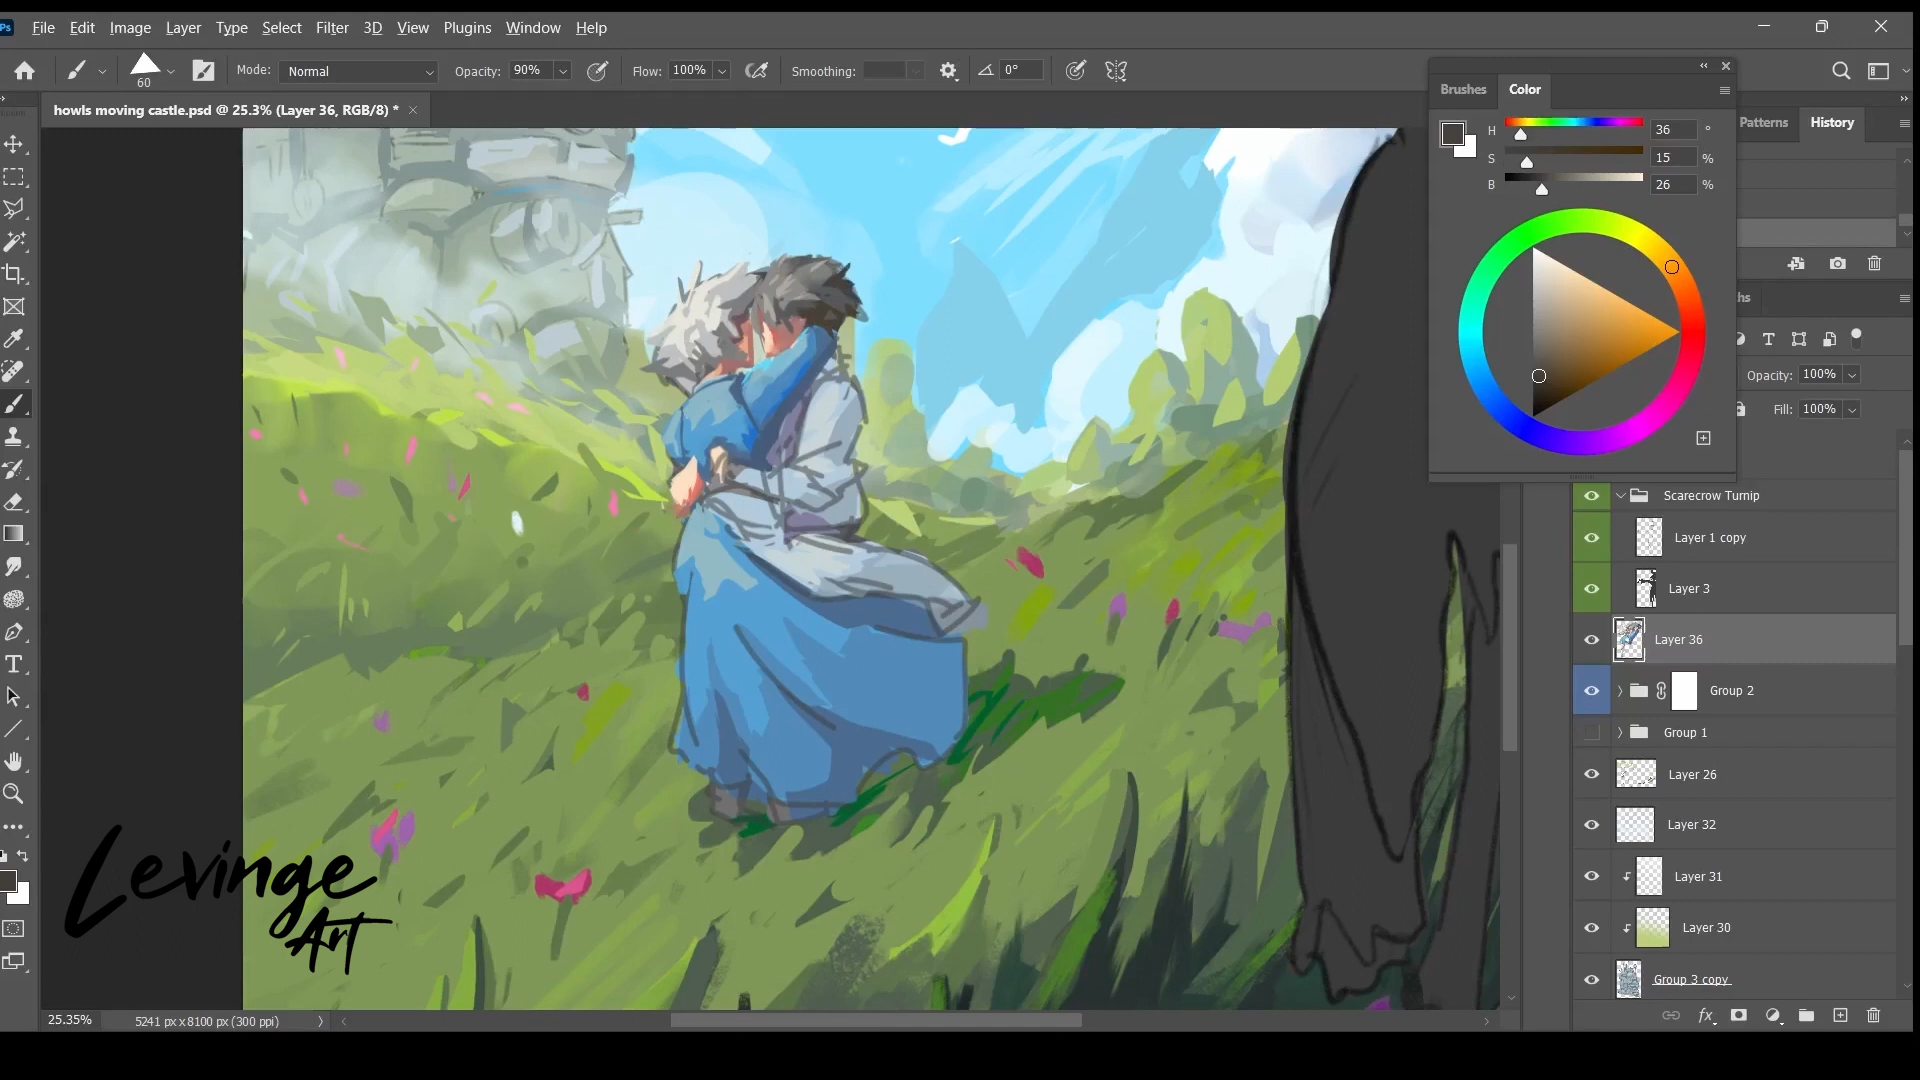 Ps File Edit Image Layer Type Select Filter 3D View Plugins Window Help
60 Mode: Normal Opacity: 90% Flow: 100% Smoothing: 0°
howls moving castle.psd @ 25.3% (Layer 36, RGB/8) *
Brushes Color
Patterns History
H 36 °
S 15 %
B 26 %
hs
Opacity: 100%
Fill: 100%
Scarecrow Turnip
Layer 1 copy
Layer 3
Layer 36
Group 2
Group 1
Layer 26
Layer 32
Layer 31
Layer 30
Group 3 copy
fx
Levinge
Art
25.35% 5241 px x 8100 px (300 ppi)